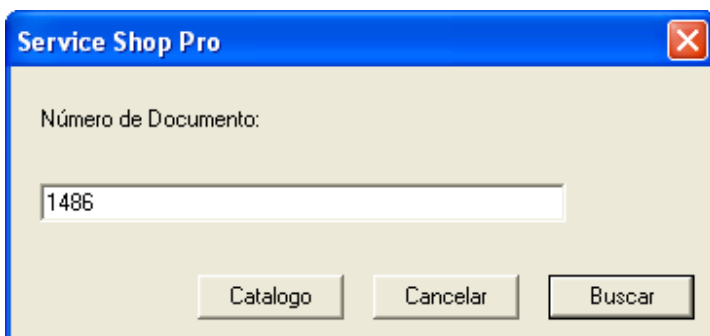 Service Shop Pro
Número de Documento:
1486
Catalogo Cancelar Buscar